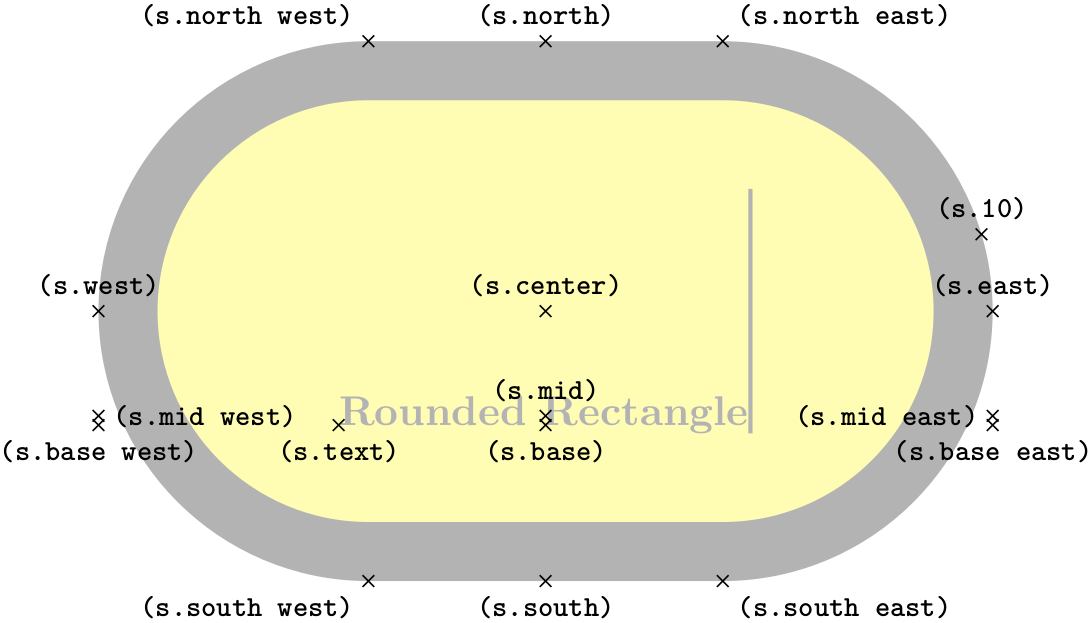 (s.north west) (s.north) (s.north east)
(s.10)
(s.west) (s.center) (s.east)
(s.mid)
Rounded Rectangle
(s.mid west) (s.mid east)
(s.base west) (s.text) (s.base) (s.base east)
(s.south west) (s.south) (s.south east)